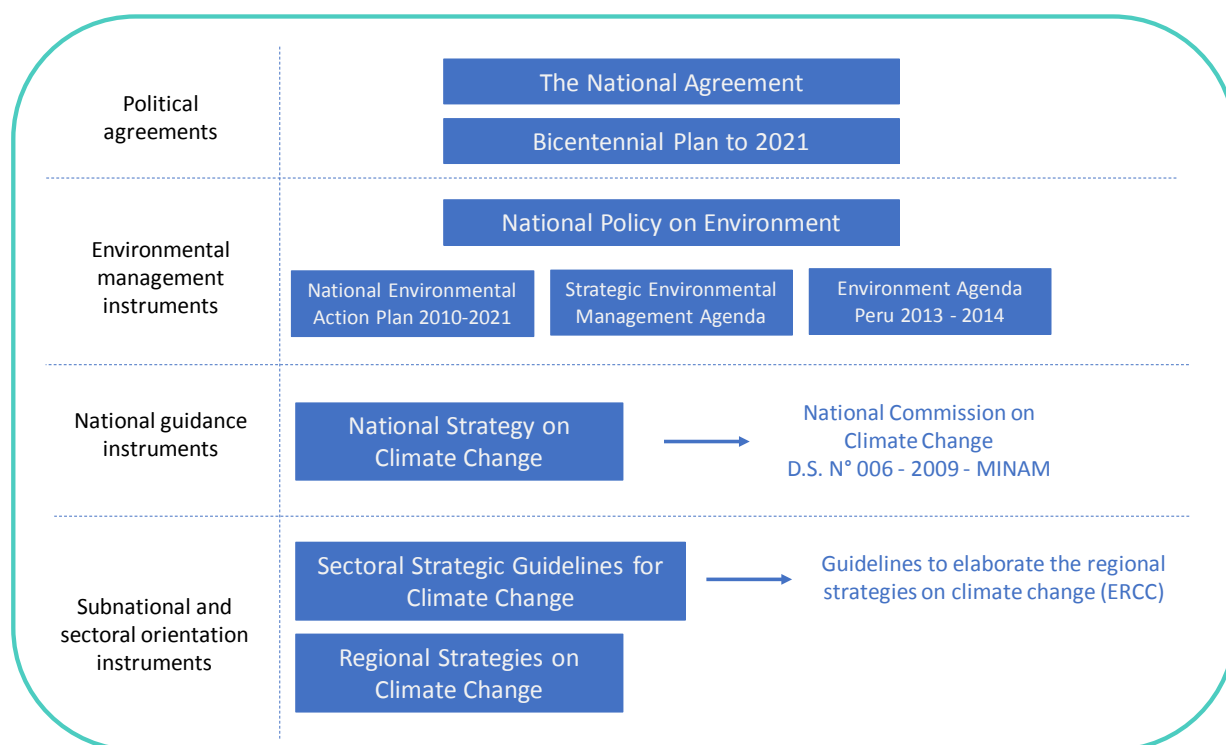 Political
agreements
The National Agreement
Bicentennial Plan to 2021
Environmental
management
instruments
National Policy on Environment
National Environmental
Action Plan 2010-2021
Strategic Environmental
Management Agenda
Environment Agenda
Peru 2013 - 2014
National guidance
instruments
National Strategy on
Climate Change
National Commission on
Climate Change
D.S. N° 006 - 2009 - MINAM
Subnational and
sectoral orientation
instruments
Sectoral Strategic Guidelines for
Climate Change
Guidelines to elaborate the regional
strategies on climate change (ERCC)
Regional Strategies on
Climate Change